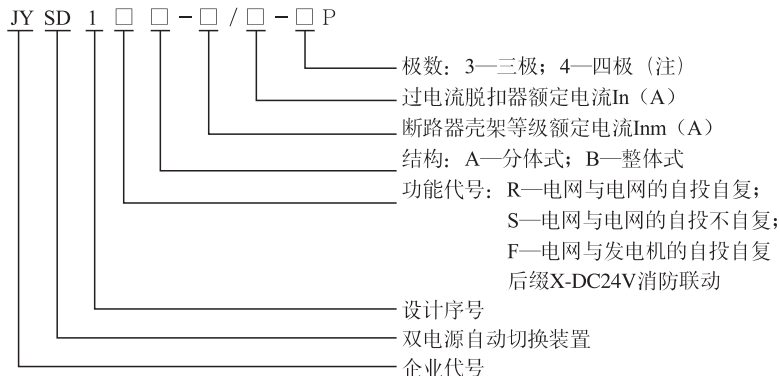 JY SD 1 □ □ - □ / □ - □ P
极数：3—三极；4—四极（注）
过电流脱扣器额定电流In（A）
断路器壳架等级额定电流Inm（A）
结构：A—分体式；B—整体式
功能代号：R—电网与电网的自投自复；
S—电网与电网的自投不自复；
F—电网与发电机的自投自复
后缀X-DC24V消防联动
设计序号
双电源自动切换装置
企业代号